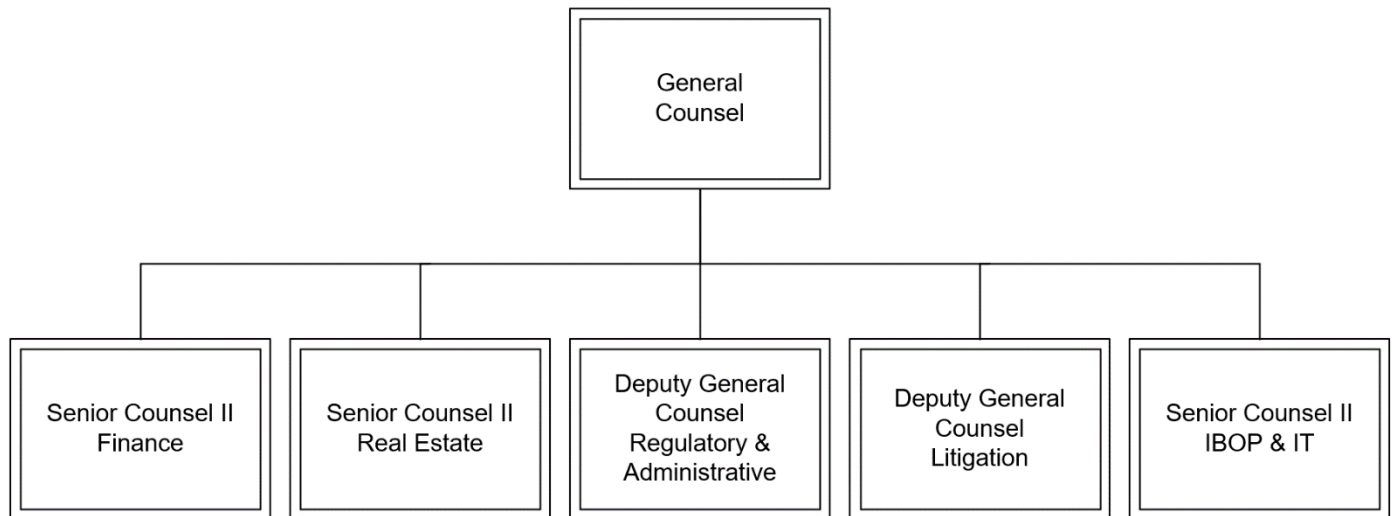 General
Counsel
Senior Counsel II
Finance
Senior Counsel II
Real Estate
Deputy General
Counsel
Regulatory &
Administrative
Deputy General
Counsel
Litigation
Senior Counsel II
IBOP & IT